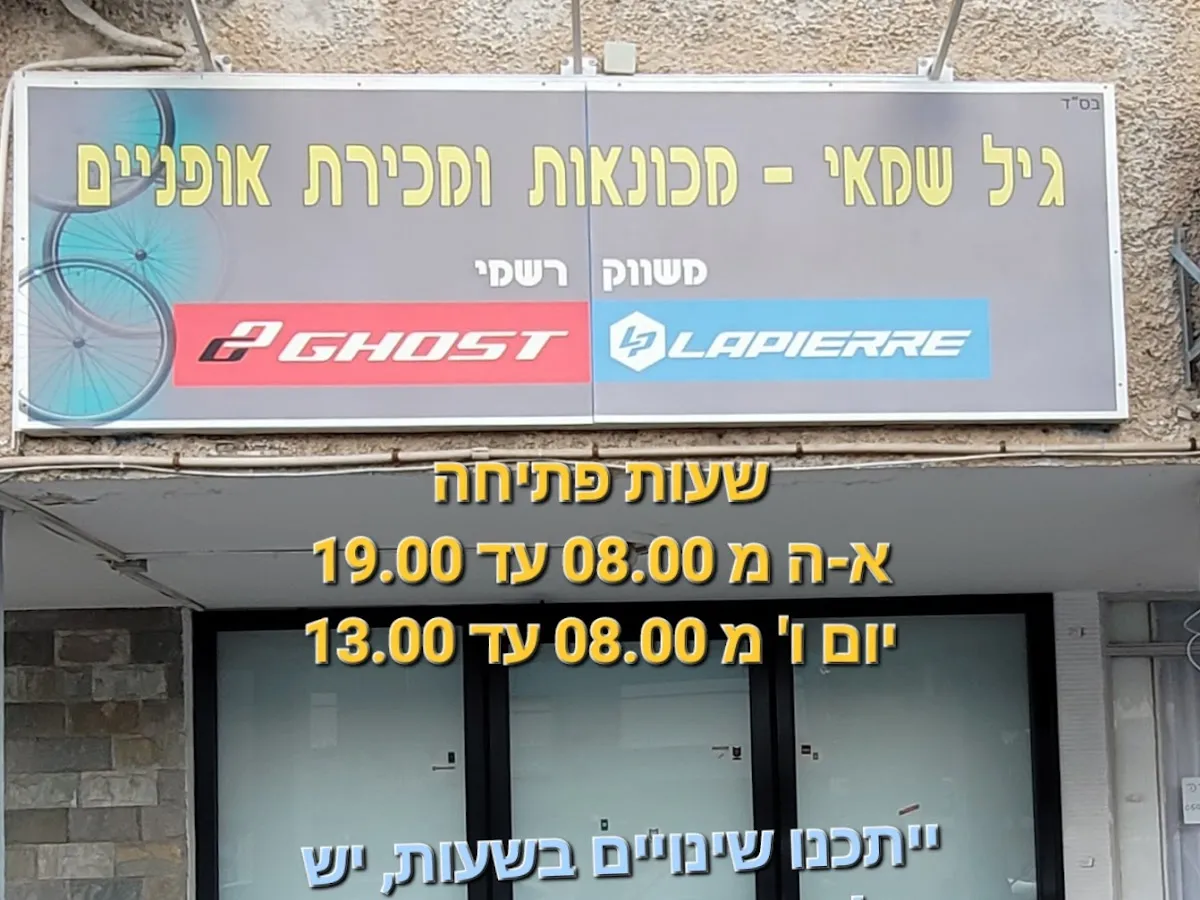 בס"ד
גיל שמאי - מכונאות ומכירת אופניים
משווק רשמי
GHOST LAPIERRE
שעות פתיחה
א-ה מ 08.00 עד 19.00
יום ו' מ 08.00 עד 13.00
ייתכנו שינויים בשעות, יש